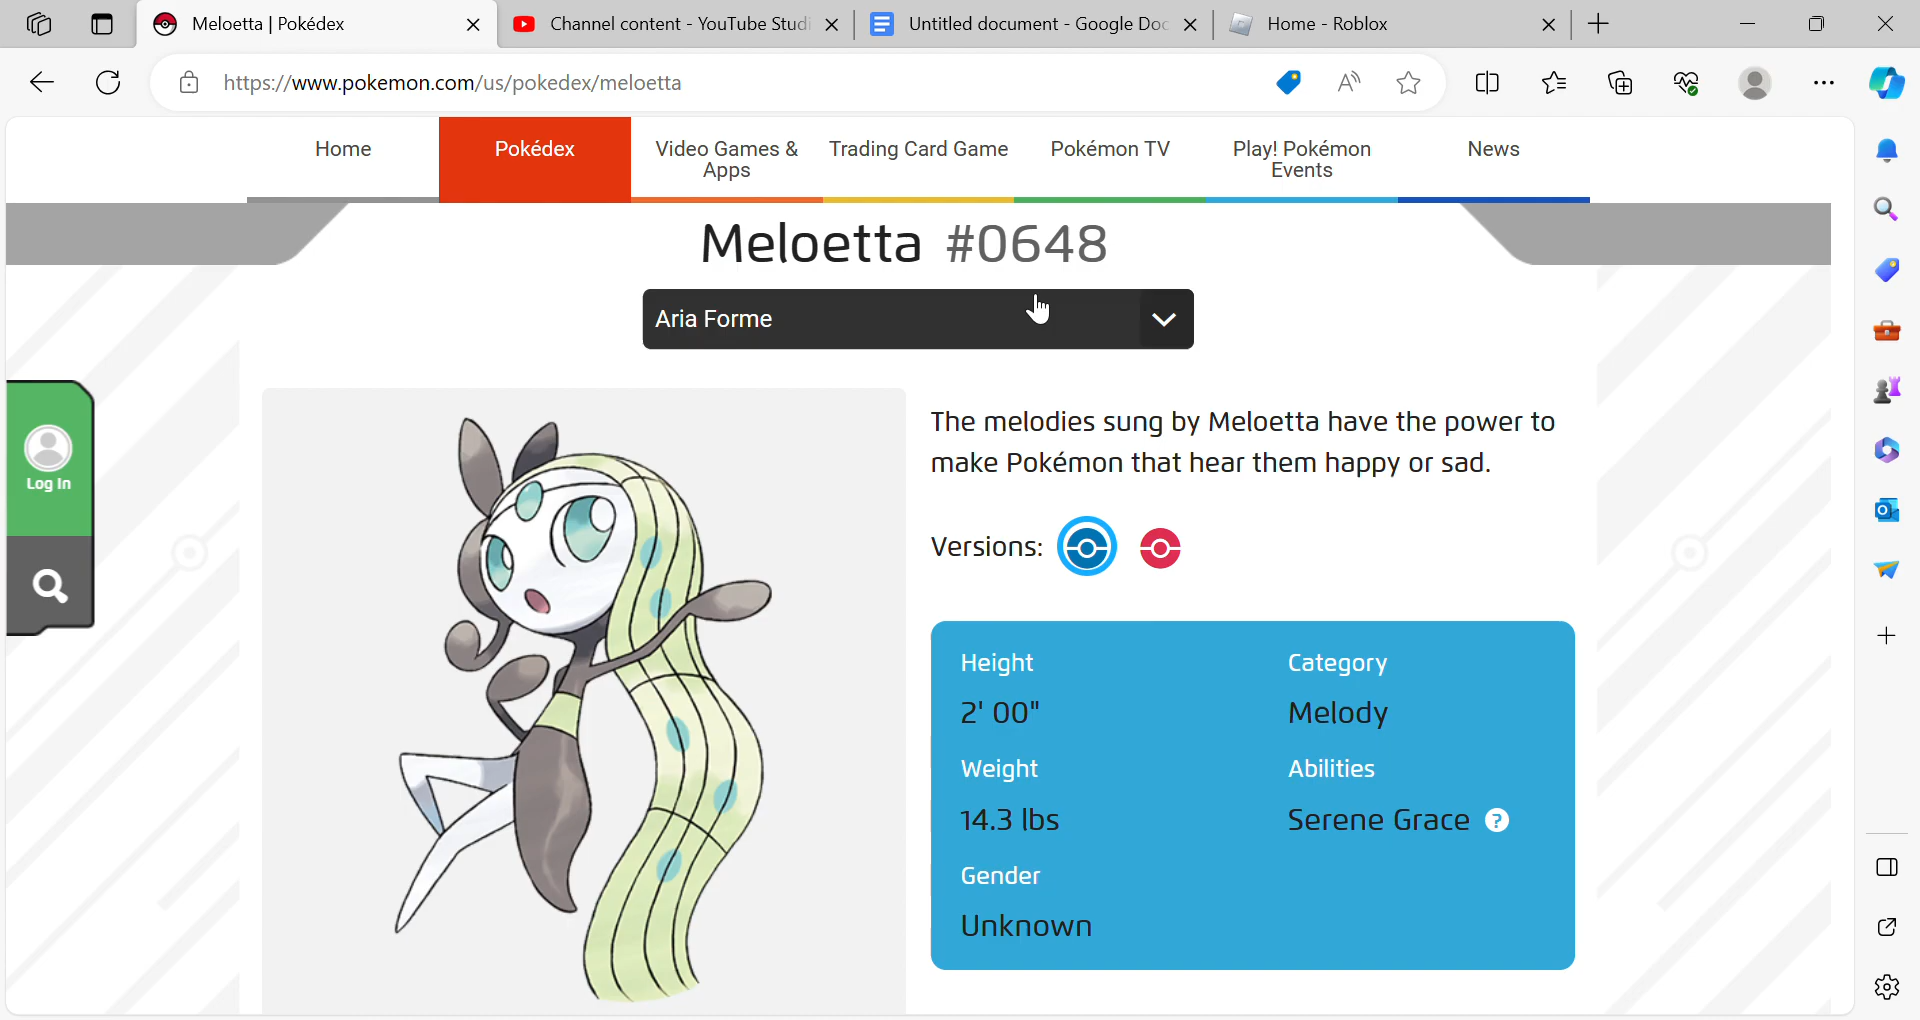 Meloetta | Pokédex
Channel content - YouTube Studi
Untitled document - Google Doc
Home - Roblox
https://www.pokemon.com/us/pokedex/meloetta
Home
Pokédex
Video Games &
Apps
Trading Card Game
Pokémon TV
Play! Pokémon
Events
News
Meloetta #0648
Aria Forme
Log In
The melodies sung by Meloetta have the power to
make Pokémon that hear them happy or sad.
Versions:
Height
2' 00"
Weight
14.3 lbs
Gender
Unknown
Category
Melody
Abilities
Serene Grace ?